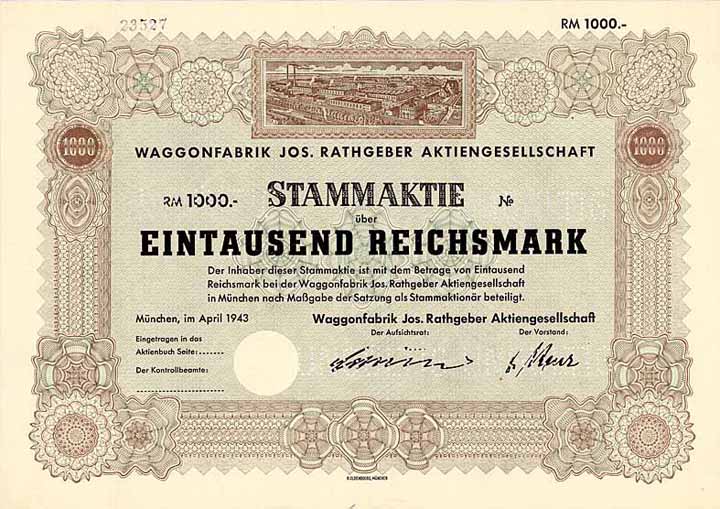 23527
RM 1000.-
1000
1000
WAGGONFABRIK JOS. RATHGEBER AKTIENGESELLSCHAFT
RM 1000.- STAMMAKTIE №
über
EINTAUSEND REICHSMARK
Der Inhaber dieser Stammaktie ist mit dem Betrage von Eintausend
Reichsmark bei der Waggonfabrik Jos. Rathgeber Aktiengesellschaft
in München nach Maßgabe der Satzung als Stammaktionär beteiligt.
München, im April 1943
Waggonfabrik Jos. Rathgeber Aktiengesellschaft
Der Aufsichtsrat:
Der Vorstand:
Eingetragen in das
Aktienbuch Seite:.......
Der Kontrollbeamte:.......
R. OLDENBOURG, MÜNCHEN